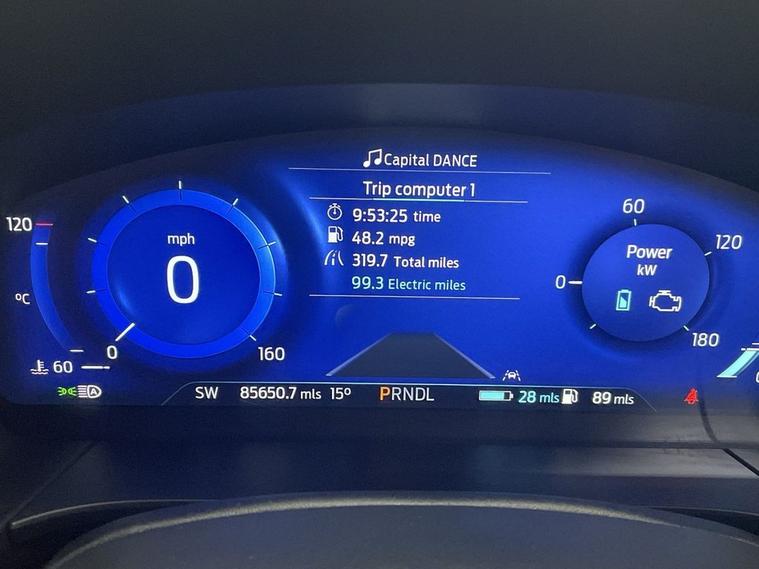 Capital DANCE
Trip computer 1
9:53:25 time
48.2 mpg
319.7 Total miles
99.3 Electric miles
120
°C
60
mph
0
0
160
0
60
120
180
Power
kW
SW 85650.7 mls 15° PRNDL 28 mls 89 mls